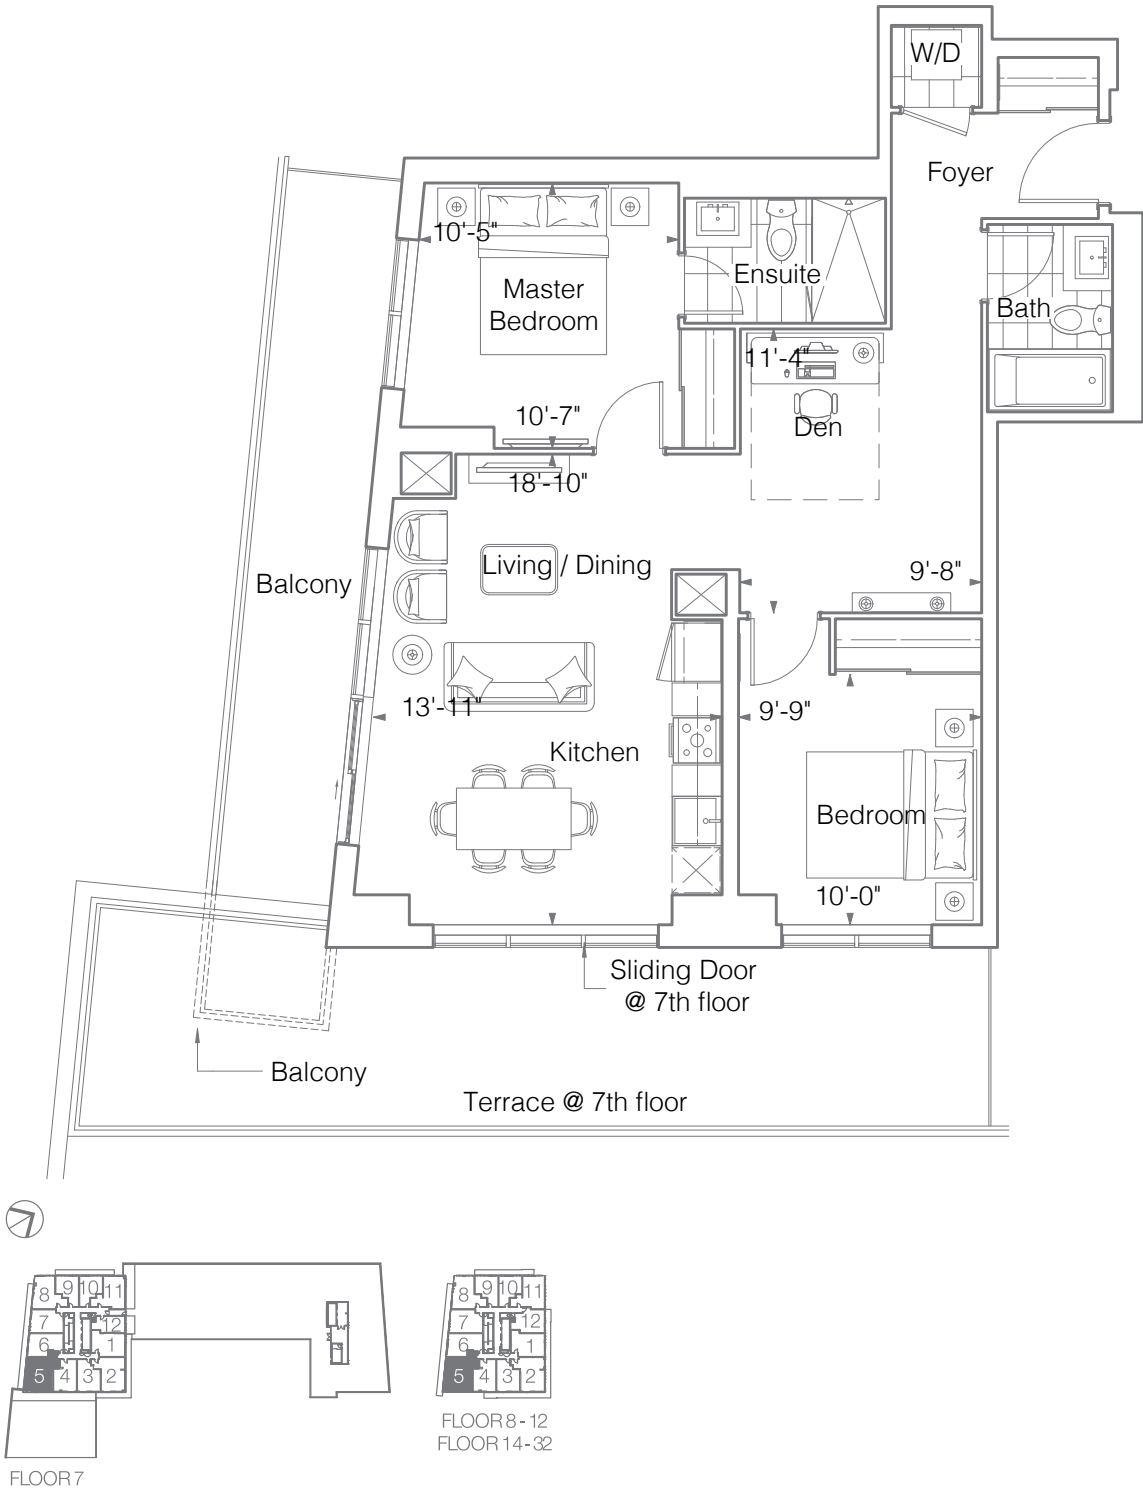 W/D
Foyer
10'-5"
Ensuite
Master
Bedroom
Bath
11'-4"
10'-7"
Den
18'-10"
Living / Dining
9'-8"
Balcony
13'-11"
9'-9"
Kitchen
Bedroom
10'-0"
Sliding Door
@ 7th floor
Balcony
Terrace @ 7th floor
8 9 10 11
7 12
6 1
5 4 3 2
FLOOR 7
8 9 10 11
7 12
6 1
5 4 3 2
FLOOR 8 - 12
FLOOR 14 - 32